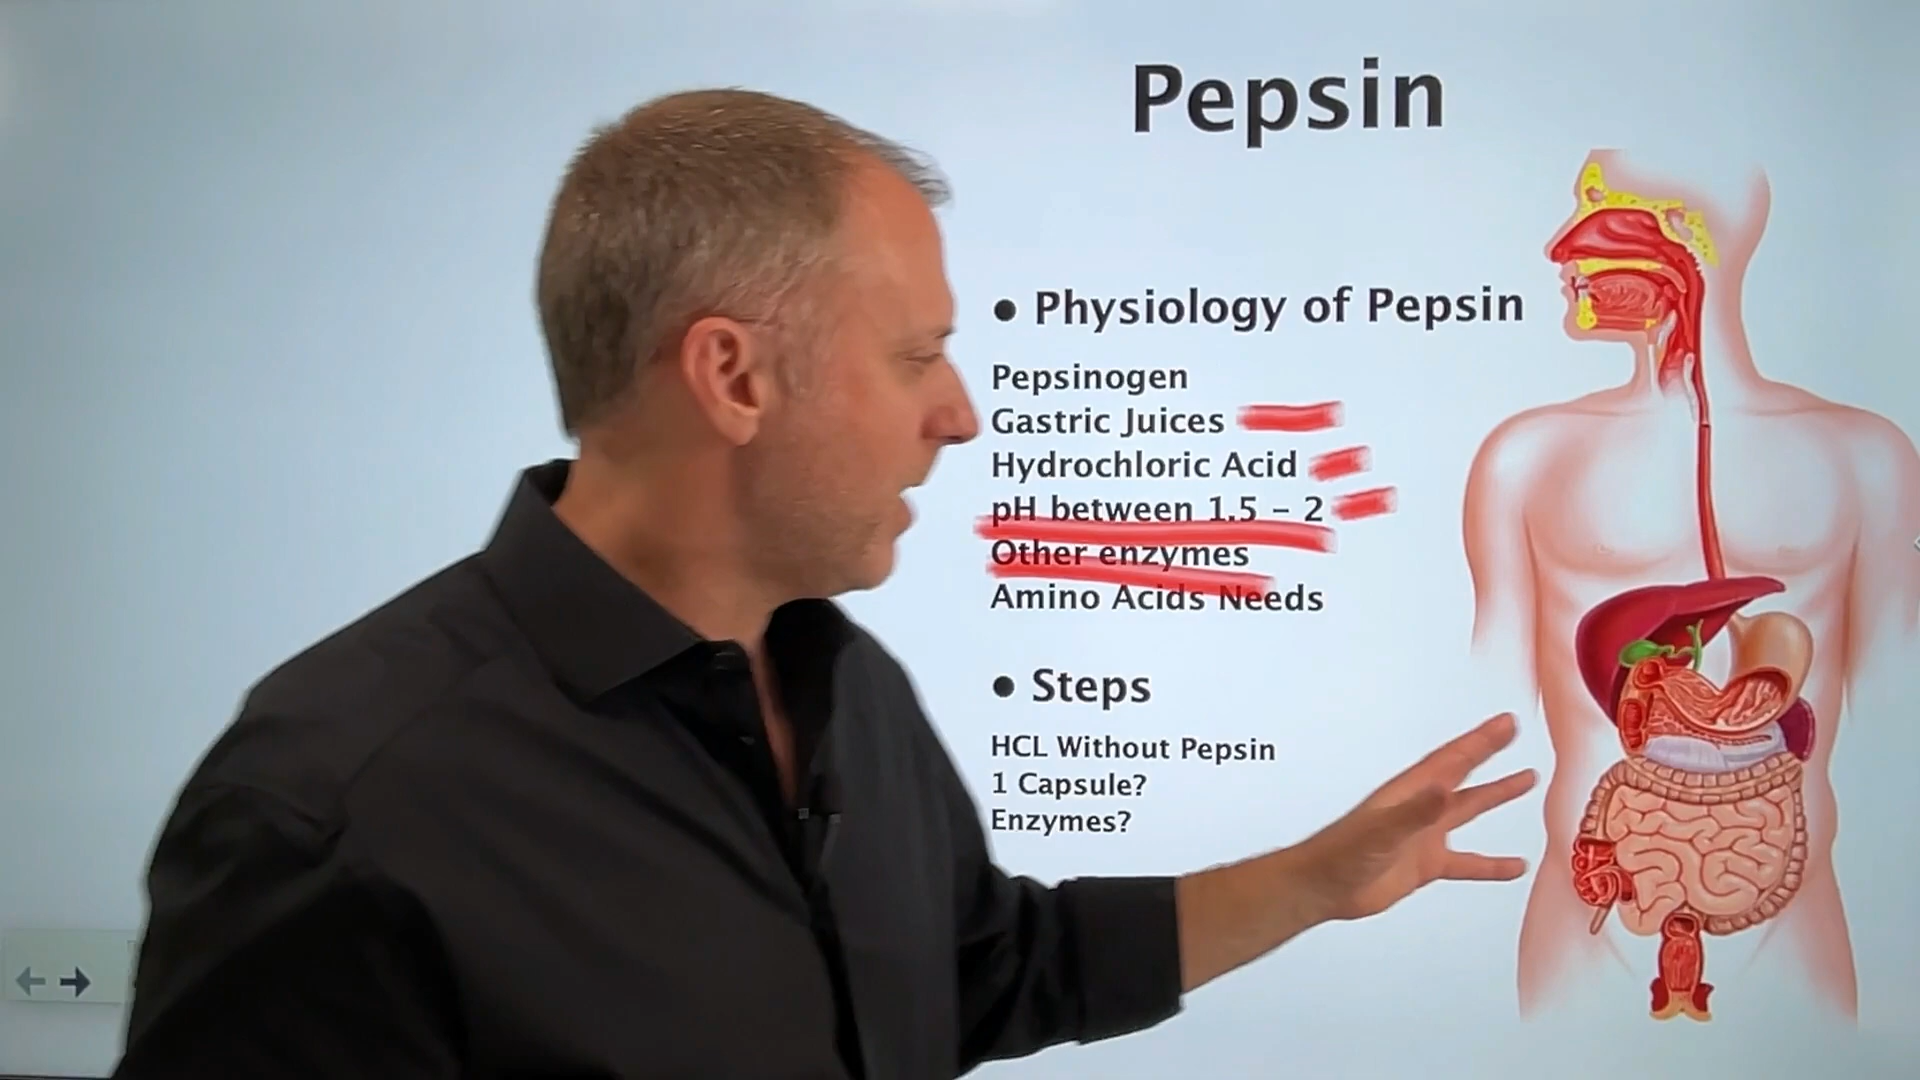 Pepsin
• Physiology of Pepsin
Pepsinogen
Gastric Juices
Hydrochloric Acid
pH between 1.5 – 2
Other enzymes
Amino Acids Needs
• Steps
HCL Without Pepsin
1 Capsule?
Enzymes?